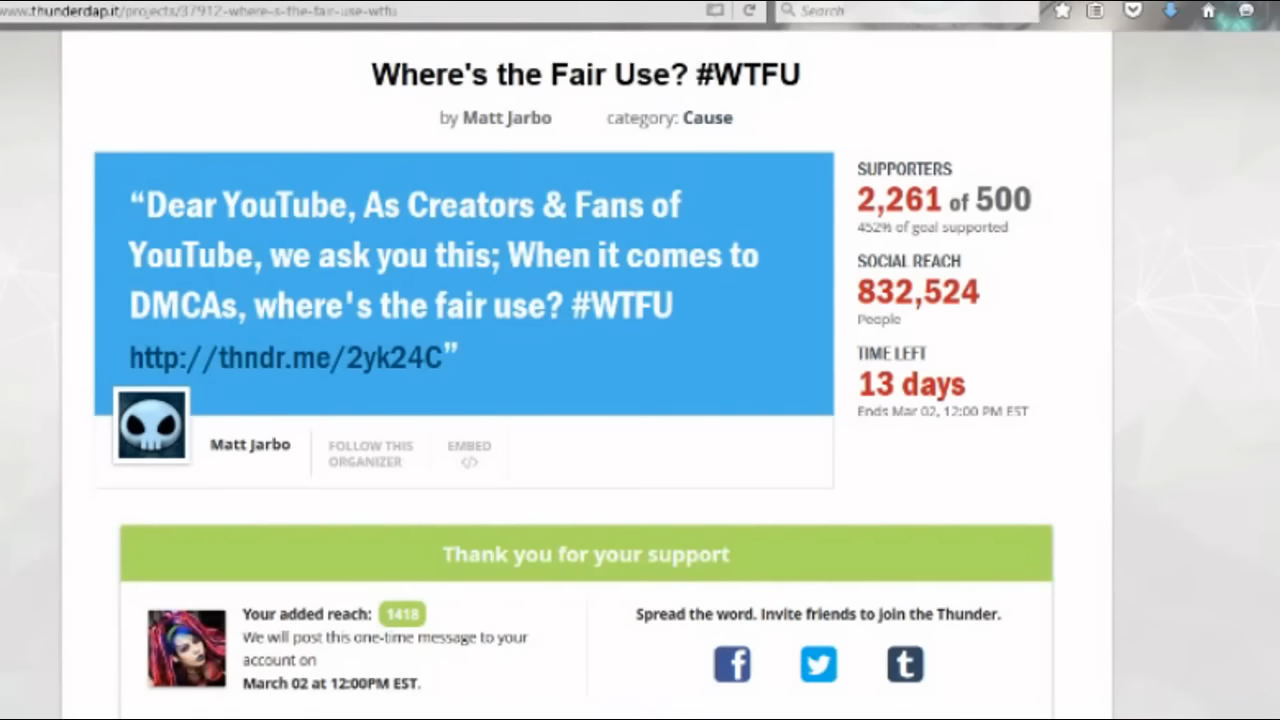 www.thunderclap.it/projects/37912-where-s-the-fair-use-wtfu
Search
Where's the Fair Use? #WTFU
by Matt Jarbo category: Cause
“Dear YouTube, As Creators & Fans of
YouTube, we ask you this; When it comes to
DMCAs, where's the fair use? #WTFU
http://thndr.me/2yk24C”
SUPPORTERS
2,261 of 500
452% of goal supported
SOCIAL REACH
832,524
People
TIME LEFT
13 days
Ends Mar 02, 12:00 PM EST
Matt Jarbo
FOLLOW THIS
ORGANIZER
EMBED
</>
Thank you for your support
Your added reach: 1418
We will post this one-time message to your
account on
March 02 at 12:00PM EST.
Spread the word. Invite friends to join the Thunder.